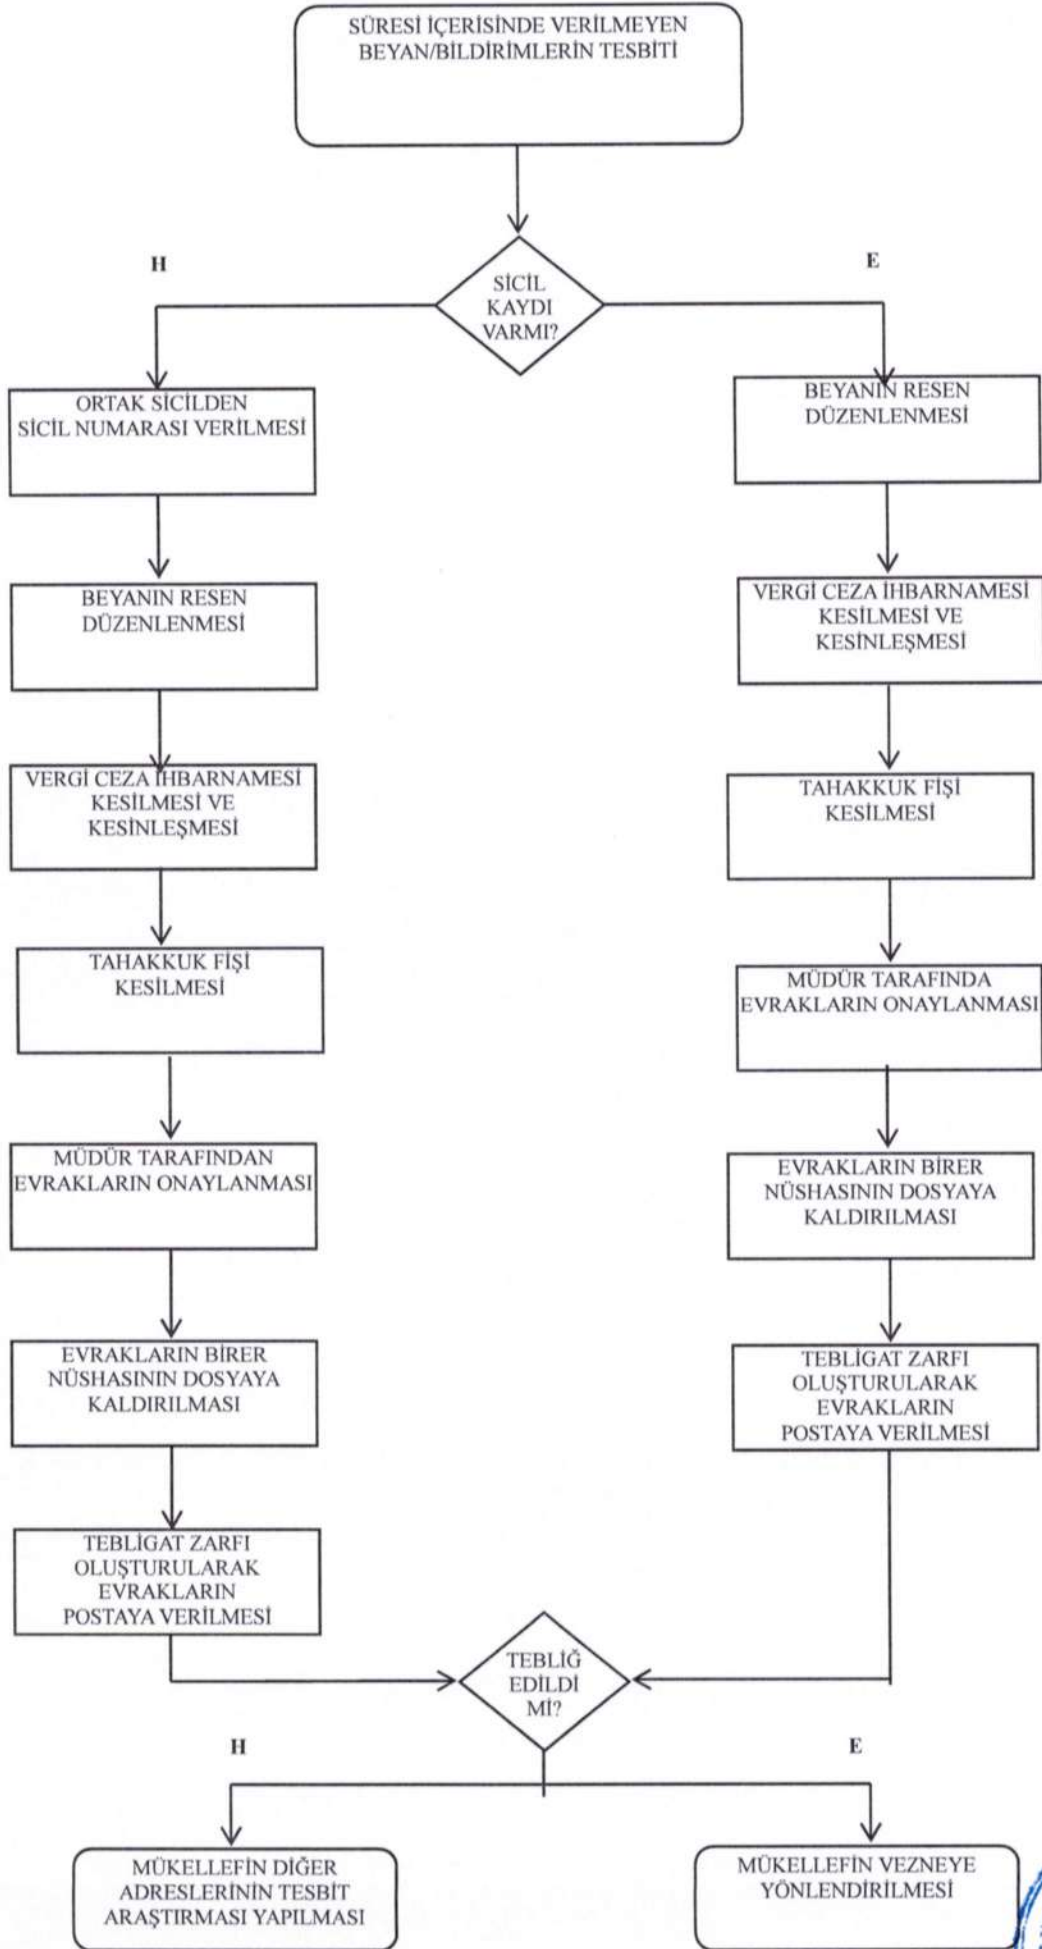 SÜRESİ İÇERİSİNDE VERİLMEYEN
BEYAN/BİLDİRİMLERİN TESBİTİ
H
E
SİCİL
KAYDI
VARMI?
ORTAK SİCİLDEN
SİCİL NUMARASI VERİLMESİ
BEYANIN RESEN
DÜZENLENMESİ
VERGİ CEZA İHBARNAMESİ
KESİLMESİ VE
KESİNLEŞMESİ
TAHAKKUK FİŞİ
KESİLMESİ
MÜDÜR TARAFINDAN
EVRAKLARIN ONAYLANMASI
EVRAKLARIN BİRER
NÜSHASININ DOSYAYA
KALDIRILMASI
TEBLİGAT ZARFI
OLUŞTURULARAK
EVRAKLARIN
POSTAYA VERİLMESİ
BEYANIN RESEN
DÜZENLENMESİ
VERGİ CEZA İHBARNAMESİ
KESİLMESİ VE
KESİNLEŞMESİ
TAHAKKUK FİŞİ
KESİLMESİ
MÜDÜR TARAFINDA
EVRAKLARIN ONAYLANMASI
EVRAKLARIN BİRER
NÜSHASININ DOSYAYA
KALDIRILMASI
TEBLİGAT ZARFI
OLUŞTURULARAK
EVRAKLARIN
POSTAYA VERİLMESİ
TEBLİĞ
EDİLDİ
Mİ?
H
E
MÜKELLEFİN DİĞER
ADRESLERİNİN TESBİT
ARAŞTIRMASI YAPILMASI
MÜKELLEFİN VEZNEYE
YÖNLENDİRİLMESİ